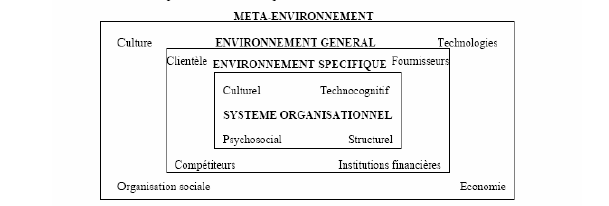 META-ENVIRONNEMENT
Culture ENVIRONNEMENT GENERAL Technologies
Clientèle ENVIRONNEMENT SPECIFIQUE Fournisseurs
Culturel Technocognitif
SYSTEME ORGANISATIONNEL
Psychosocial Structurel
Compétiteurs Institutions financières
Organisation sociale Economie